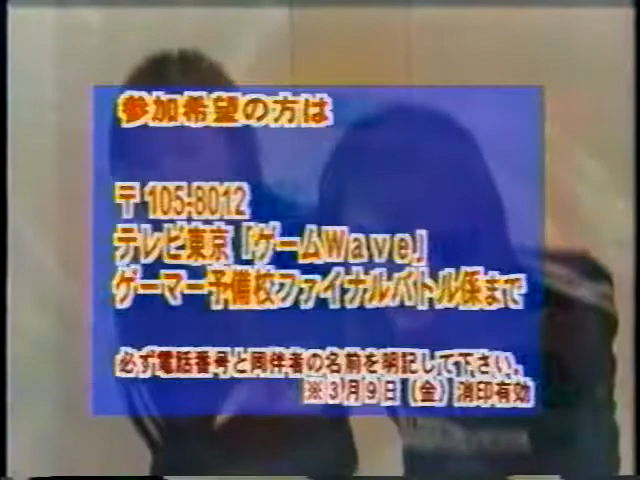 参加希望の方は
〒105-8012
テレビ東京「ゲームWave」
ゲーマー予備校ファイナルバトル係まで
必ず電話番号と同伴者の名前を明記して下さい。
※3月9日(金)消印有効